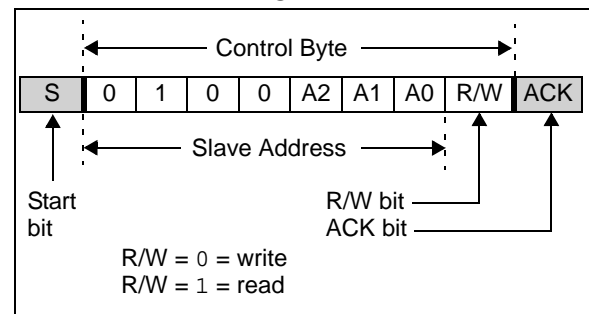 Control Byte
S 0 1 0 0 A2 A1 A0 R/W ACK
Slave Address
Start
bit
R/W bit
ACK bit
R/W = 0 = write
R/W = 1 = read